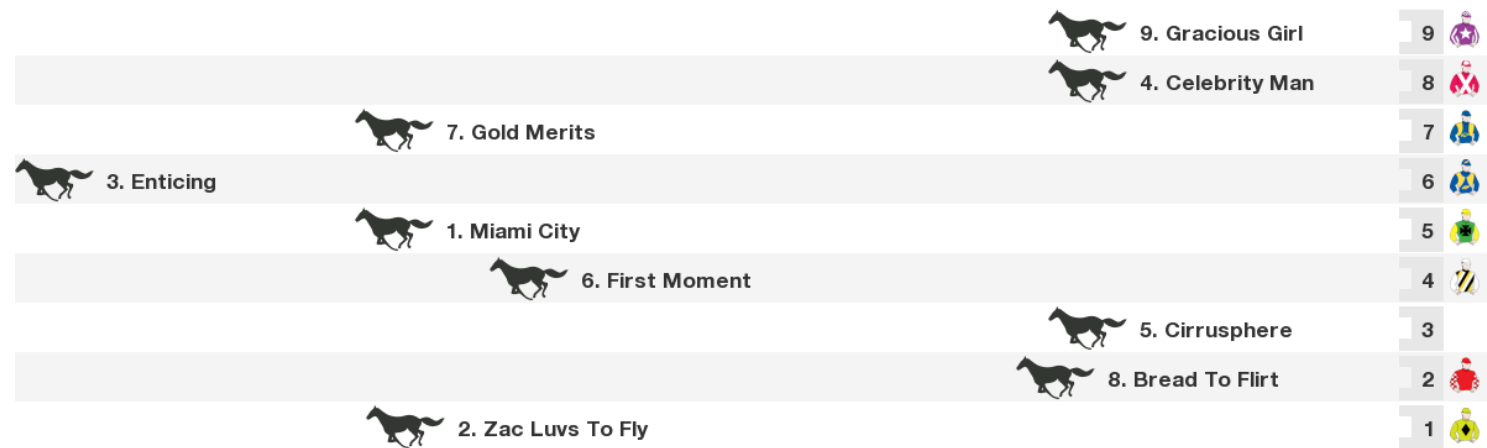 9. Gracious Girl 9
4. Celebrity Man 8
7. Gold Merits 7
3. Enticing 6
1. Miami City 5
6. First Moment 4
5. Cirrusphere 3
8. Bread To Flirt 2
2. Zac Luvs To Fly 1